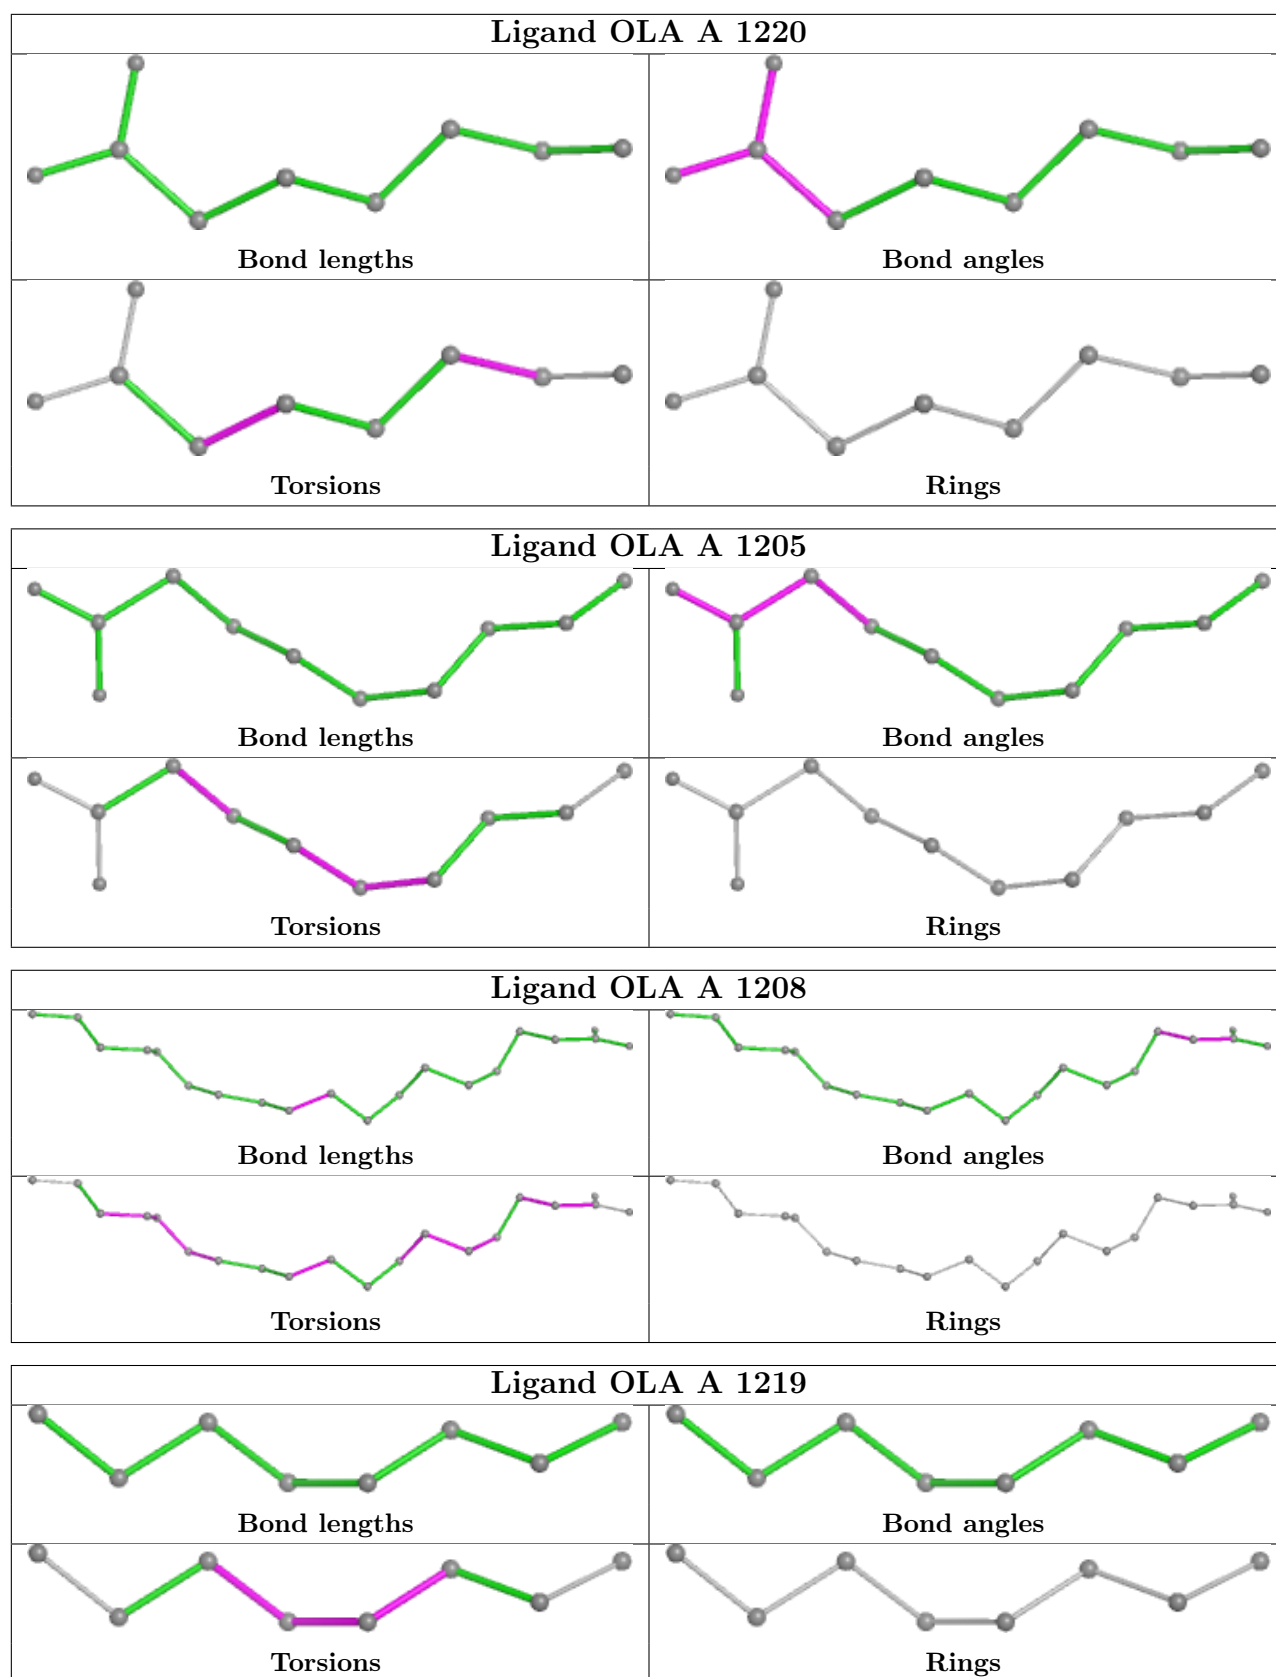 Ligand OLA A 1220
Bond lengths Bond angles
Torsions Rings
Ligand OLA A 1205
Bond lengths Bond angles
Torsions Rings
Ligand OLA A 1208
Bond lengths Bond angles
Torsions Rings
Ligand OLA A 1219
Bond lengths Bond angles
Torsions Rings